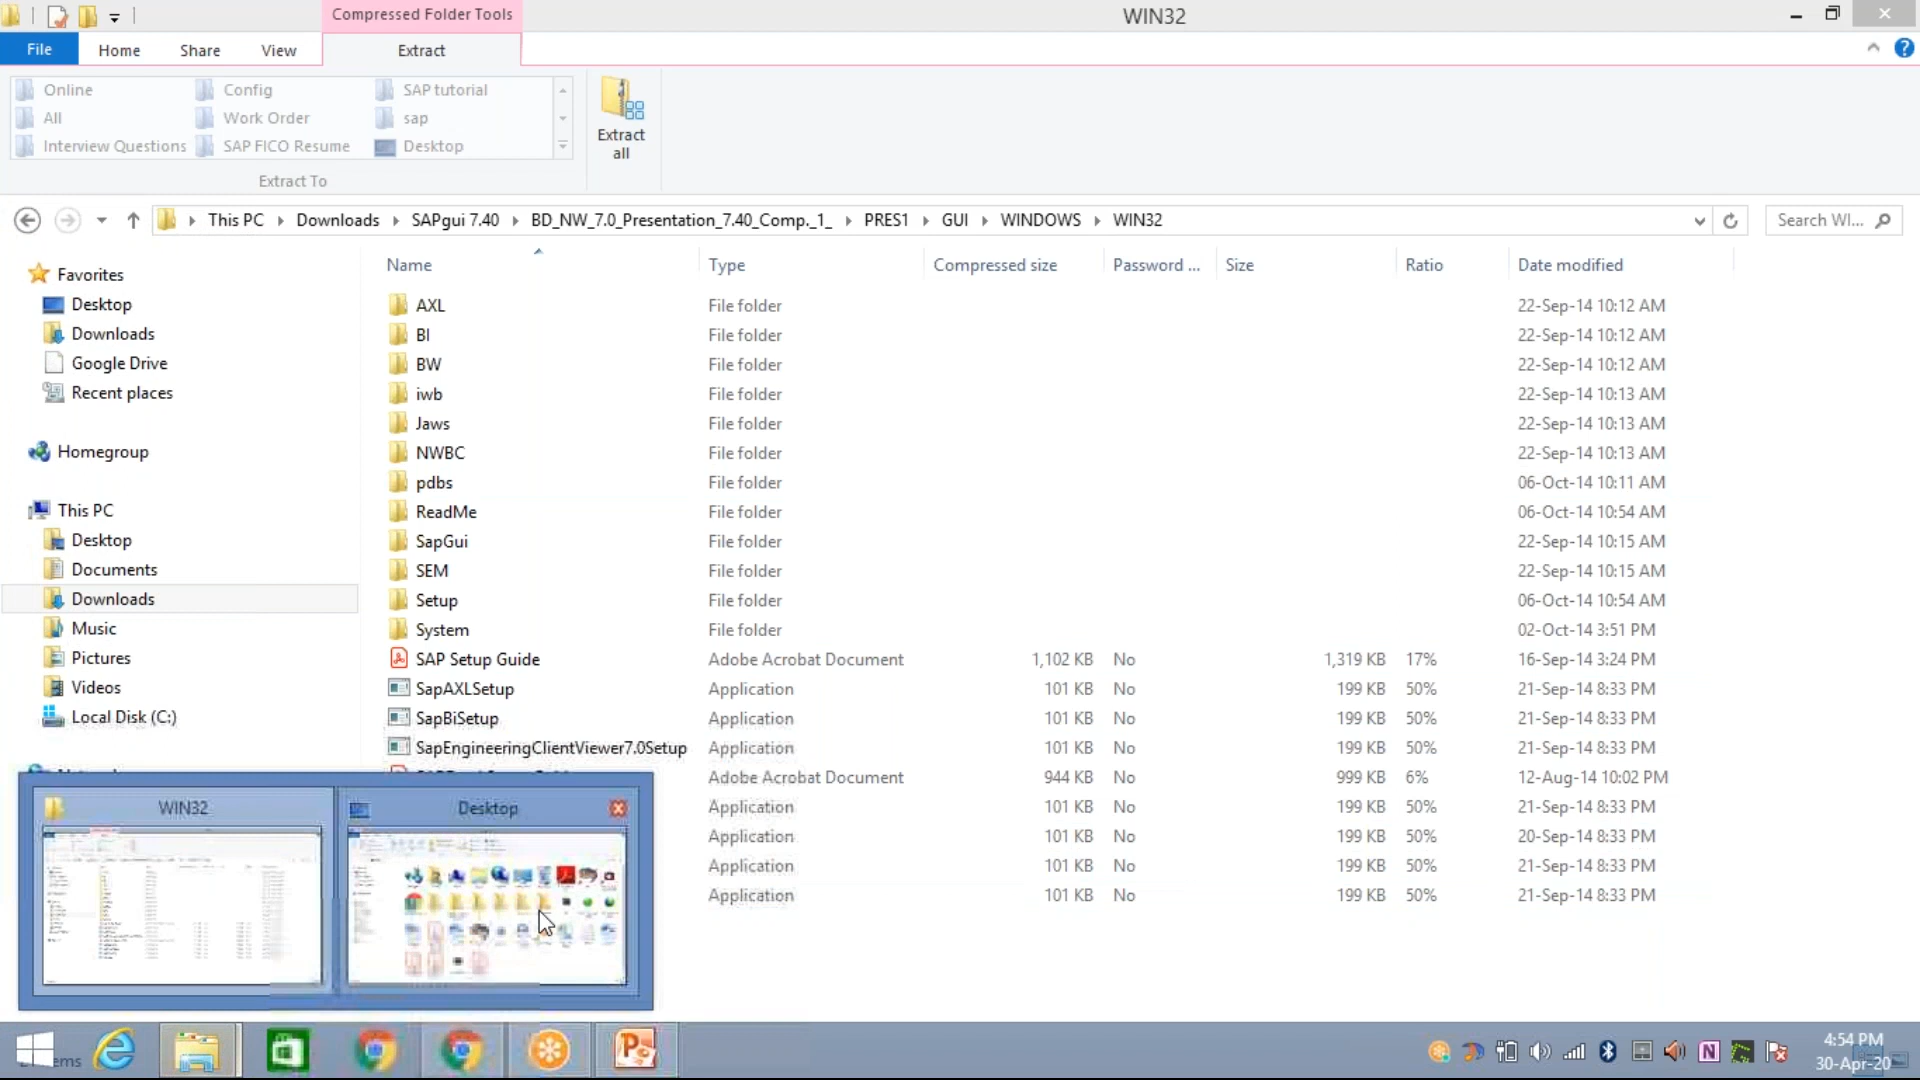 Compressed Folder Tools
WIN32
File
Home
Share
View
Extract
Online
Config
SAP tutorial
All
Work Order
sap
Interview Questions
SAP FICO Resume
Desktop
Extract To
Extract all
This PC
Downloads
SAPgui 7.40
BD_NW_7.0_Presentation_7.40_Comp._1_
PRES1
GUI
WINDOWS
WIN32
Search WI...
Name
Type
Compressed size
Password ...
Size
Ratio
Date modified
Favorites
Desktop
Downloads
Google Drive
Recent places
Homegroup
This PC
Desktop
Documents
Downloads
Music
Pictures
Videos
Local Disk (C:)
AXL File folder 22-Sep-14 10:12 AM
BI File folder 22-Sep-14 10:12 AM
BW File folder 22-Sep-14 10:12 AM
iwb File folder 22-Sep-14 10:13 AM
Jaws File folder 22-Sep-14 10:13 AM
NWBC File folder 22-Sep-14 10:13 AM
pdbs File folder 06-Oct-14 10:11 AM
ReadMe File folder 06-Oct-14 10:54 AM
SapGui File folder 22-Sep-14 10:15 AM
SEM File folder 22-Sep-14 10:15 AM
Setup File folder 06-Oct-14 10:54 AM
System File folder 02-Oct-14 3:51 PM
SAP Setup Guide Adobe Acrobat Document 1,102 KB No 1,319 KB 17% 16-Sep-14 3:24 PM
SapAXLSetup Application 101 KB No 199 KB 50% 21-Sep-14 8:33 PM
SapBiSetup Application 101 KB No 199 KB 50% 21-Sep-14 8:33 PM
SapEngineeringClientViewer7.0Setup Application 101 KB No 199 KB 50% 21-Sep-14 8:33 PM
Adobe Acrobat Document 944 KB No 999 KB 6% 12-Aug-14 10:02 PM
Application 101 KB No 199 KB 50% 21-Sep-14 8:33 PM
Application 101 KB No 199 KB 50% 20-Sep-14 8:33 PM
Application 101 KB No 199 KB 50% 21-Sep-14 8:33 PM
Application 101 KB No 199 KB 50% 21-Sep-14 8:33 PM
WIN32
Desktop
4:54 PM
30-Apr-20